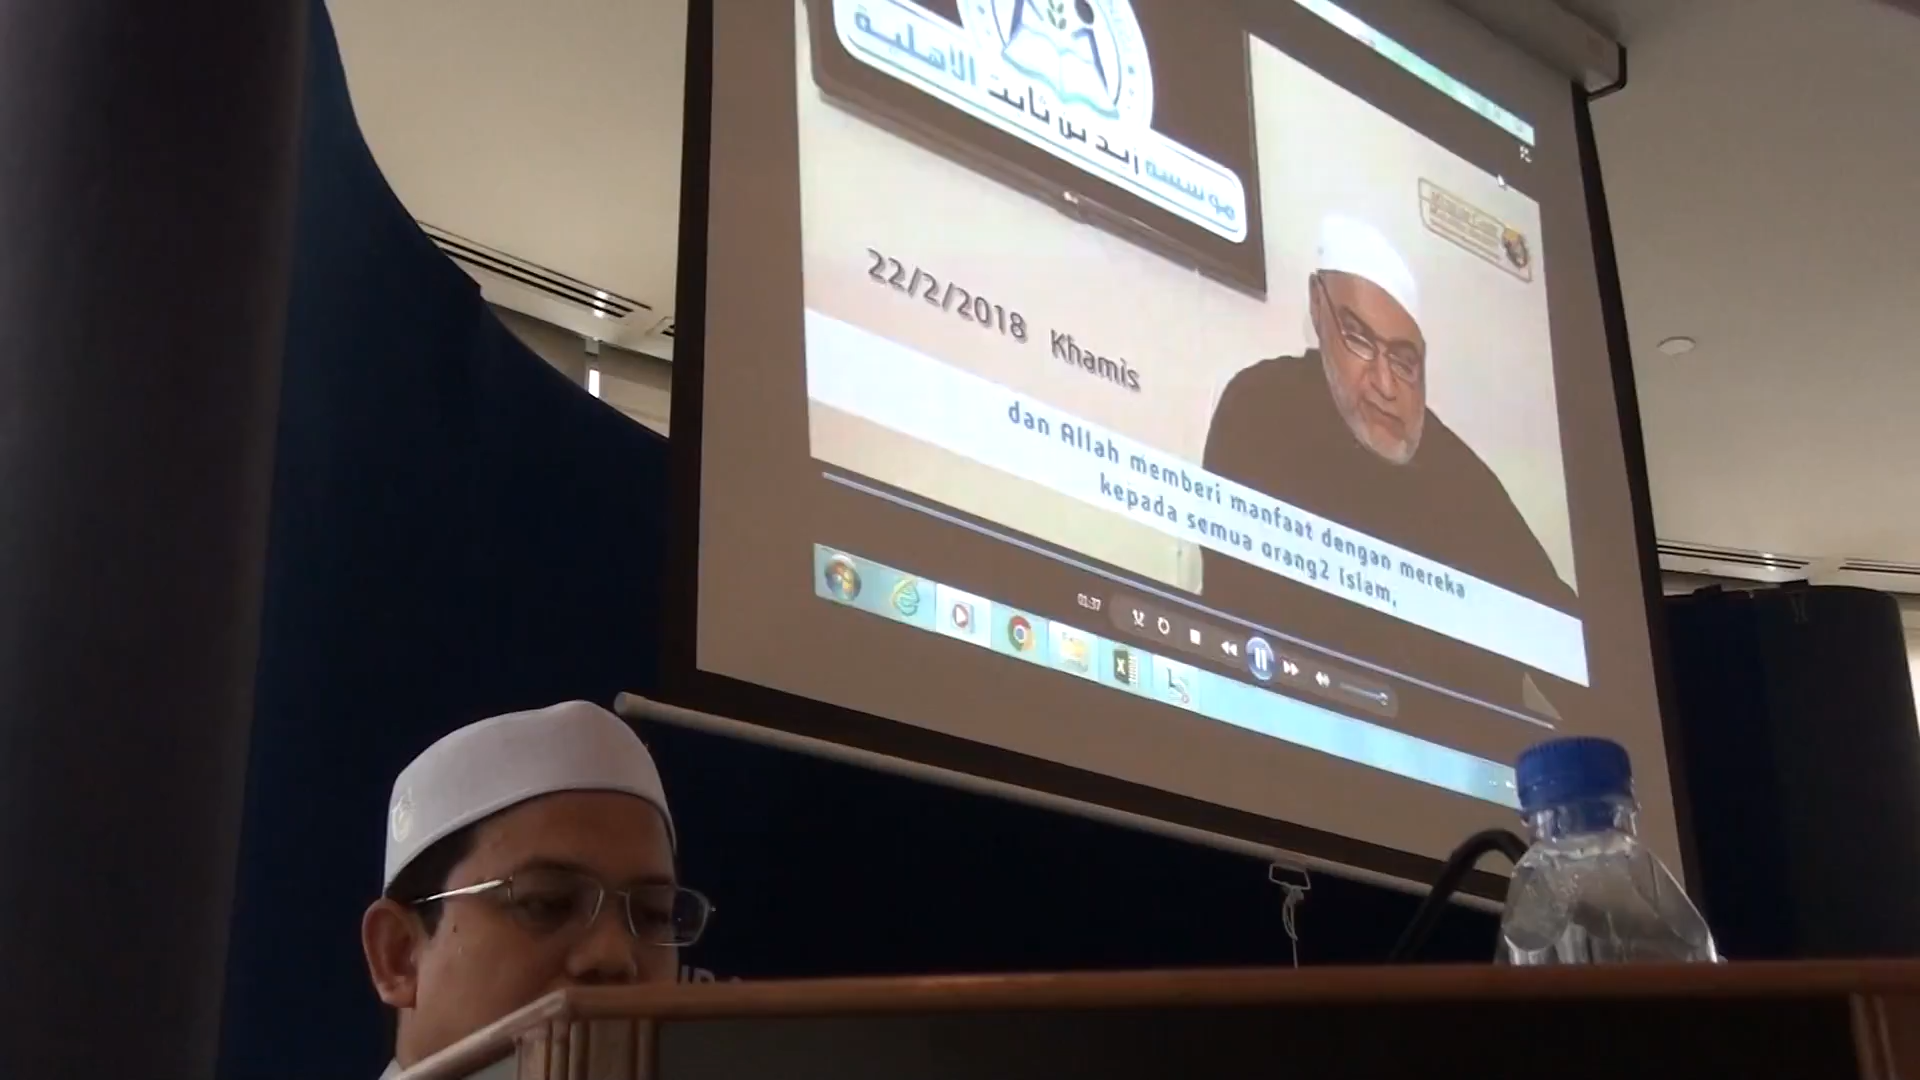 مؤسسة زيد بن ثابت الاهلية
22/2/2018 Khamis
dan Allah memberi manfaat dengan mereka
kepada semua orang2 Islam,
01:37